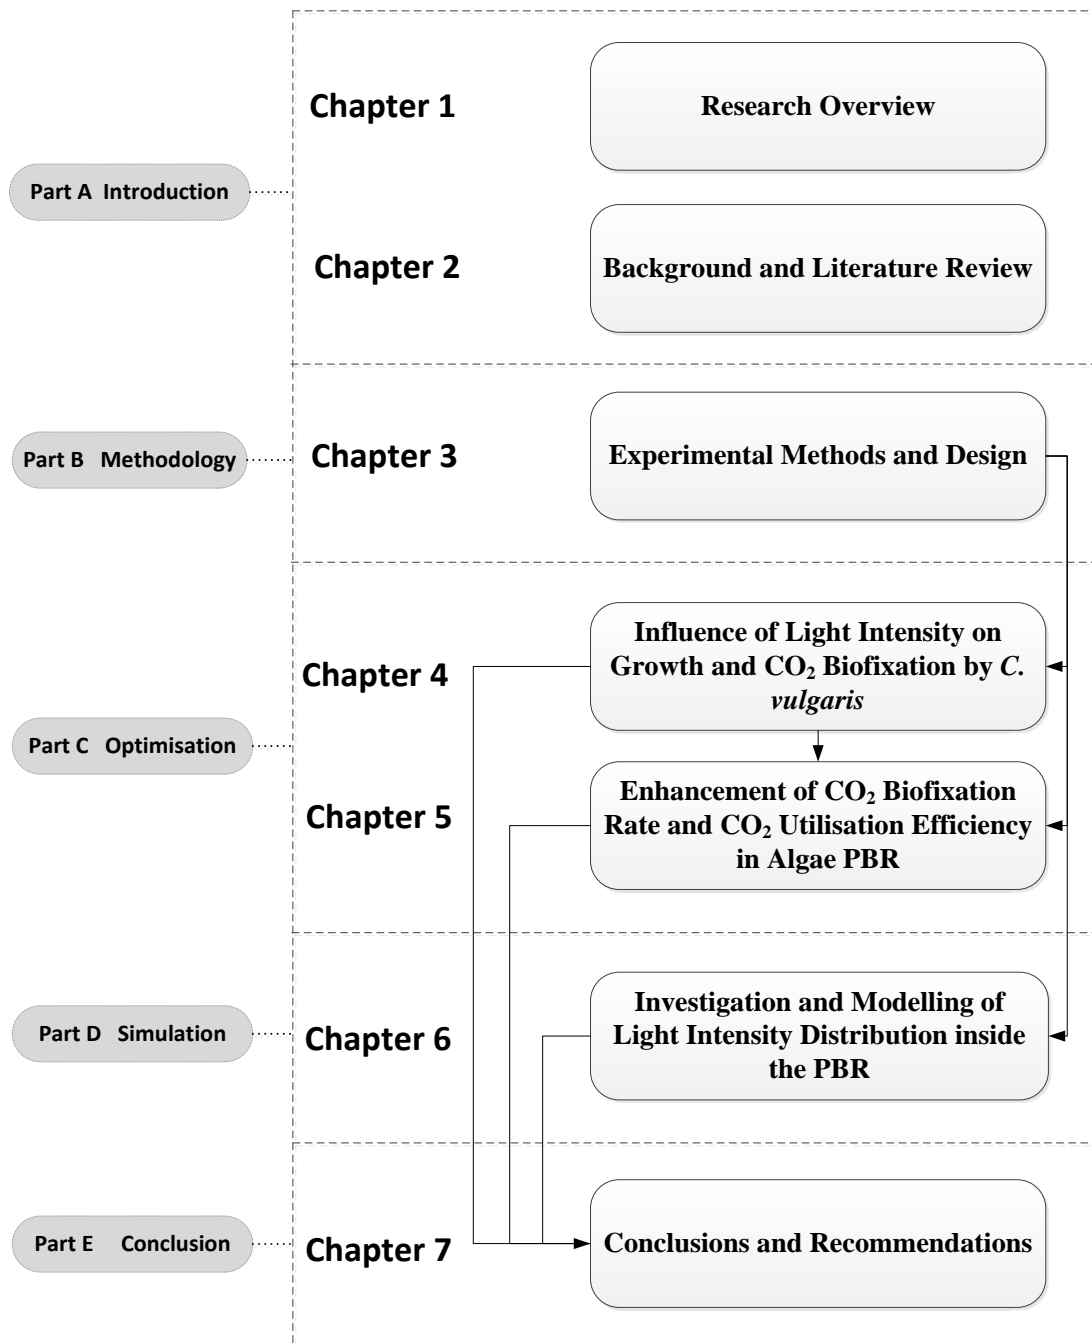 Chapter 1
Research Overview
Part A Introduction
Chapter 2
Background and Literature Review
Part B Methodology
Chapter 3
Experimental Methods and Design
Chapter 4
Influence of Light Intensity on
Growth and CO₂ Biofixation by C.
vulgaris
Part C Optimisation
Chapter 5
Enhancement of CO₂ Biofixation
Rate and CO₂ Utilisation Efficiency
in Algae PBR
Part D Simulation
Chapter 6
Investigation and Modelling of
Light Intensity Distribution inside
the PBR
Part E Conclusion
Chapter 7
Conclusions and Recommendations